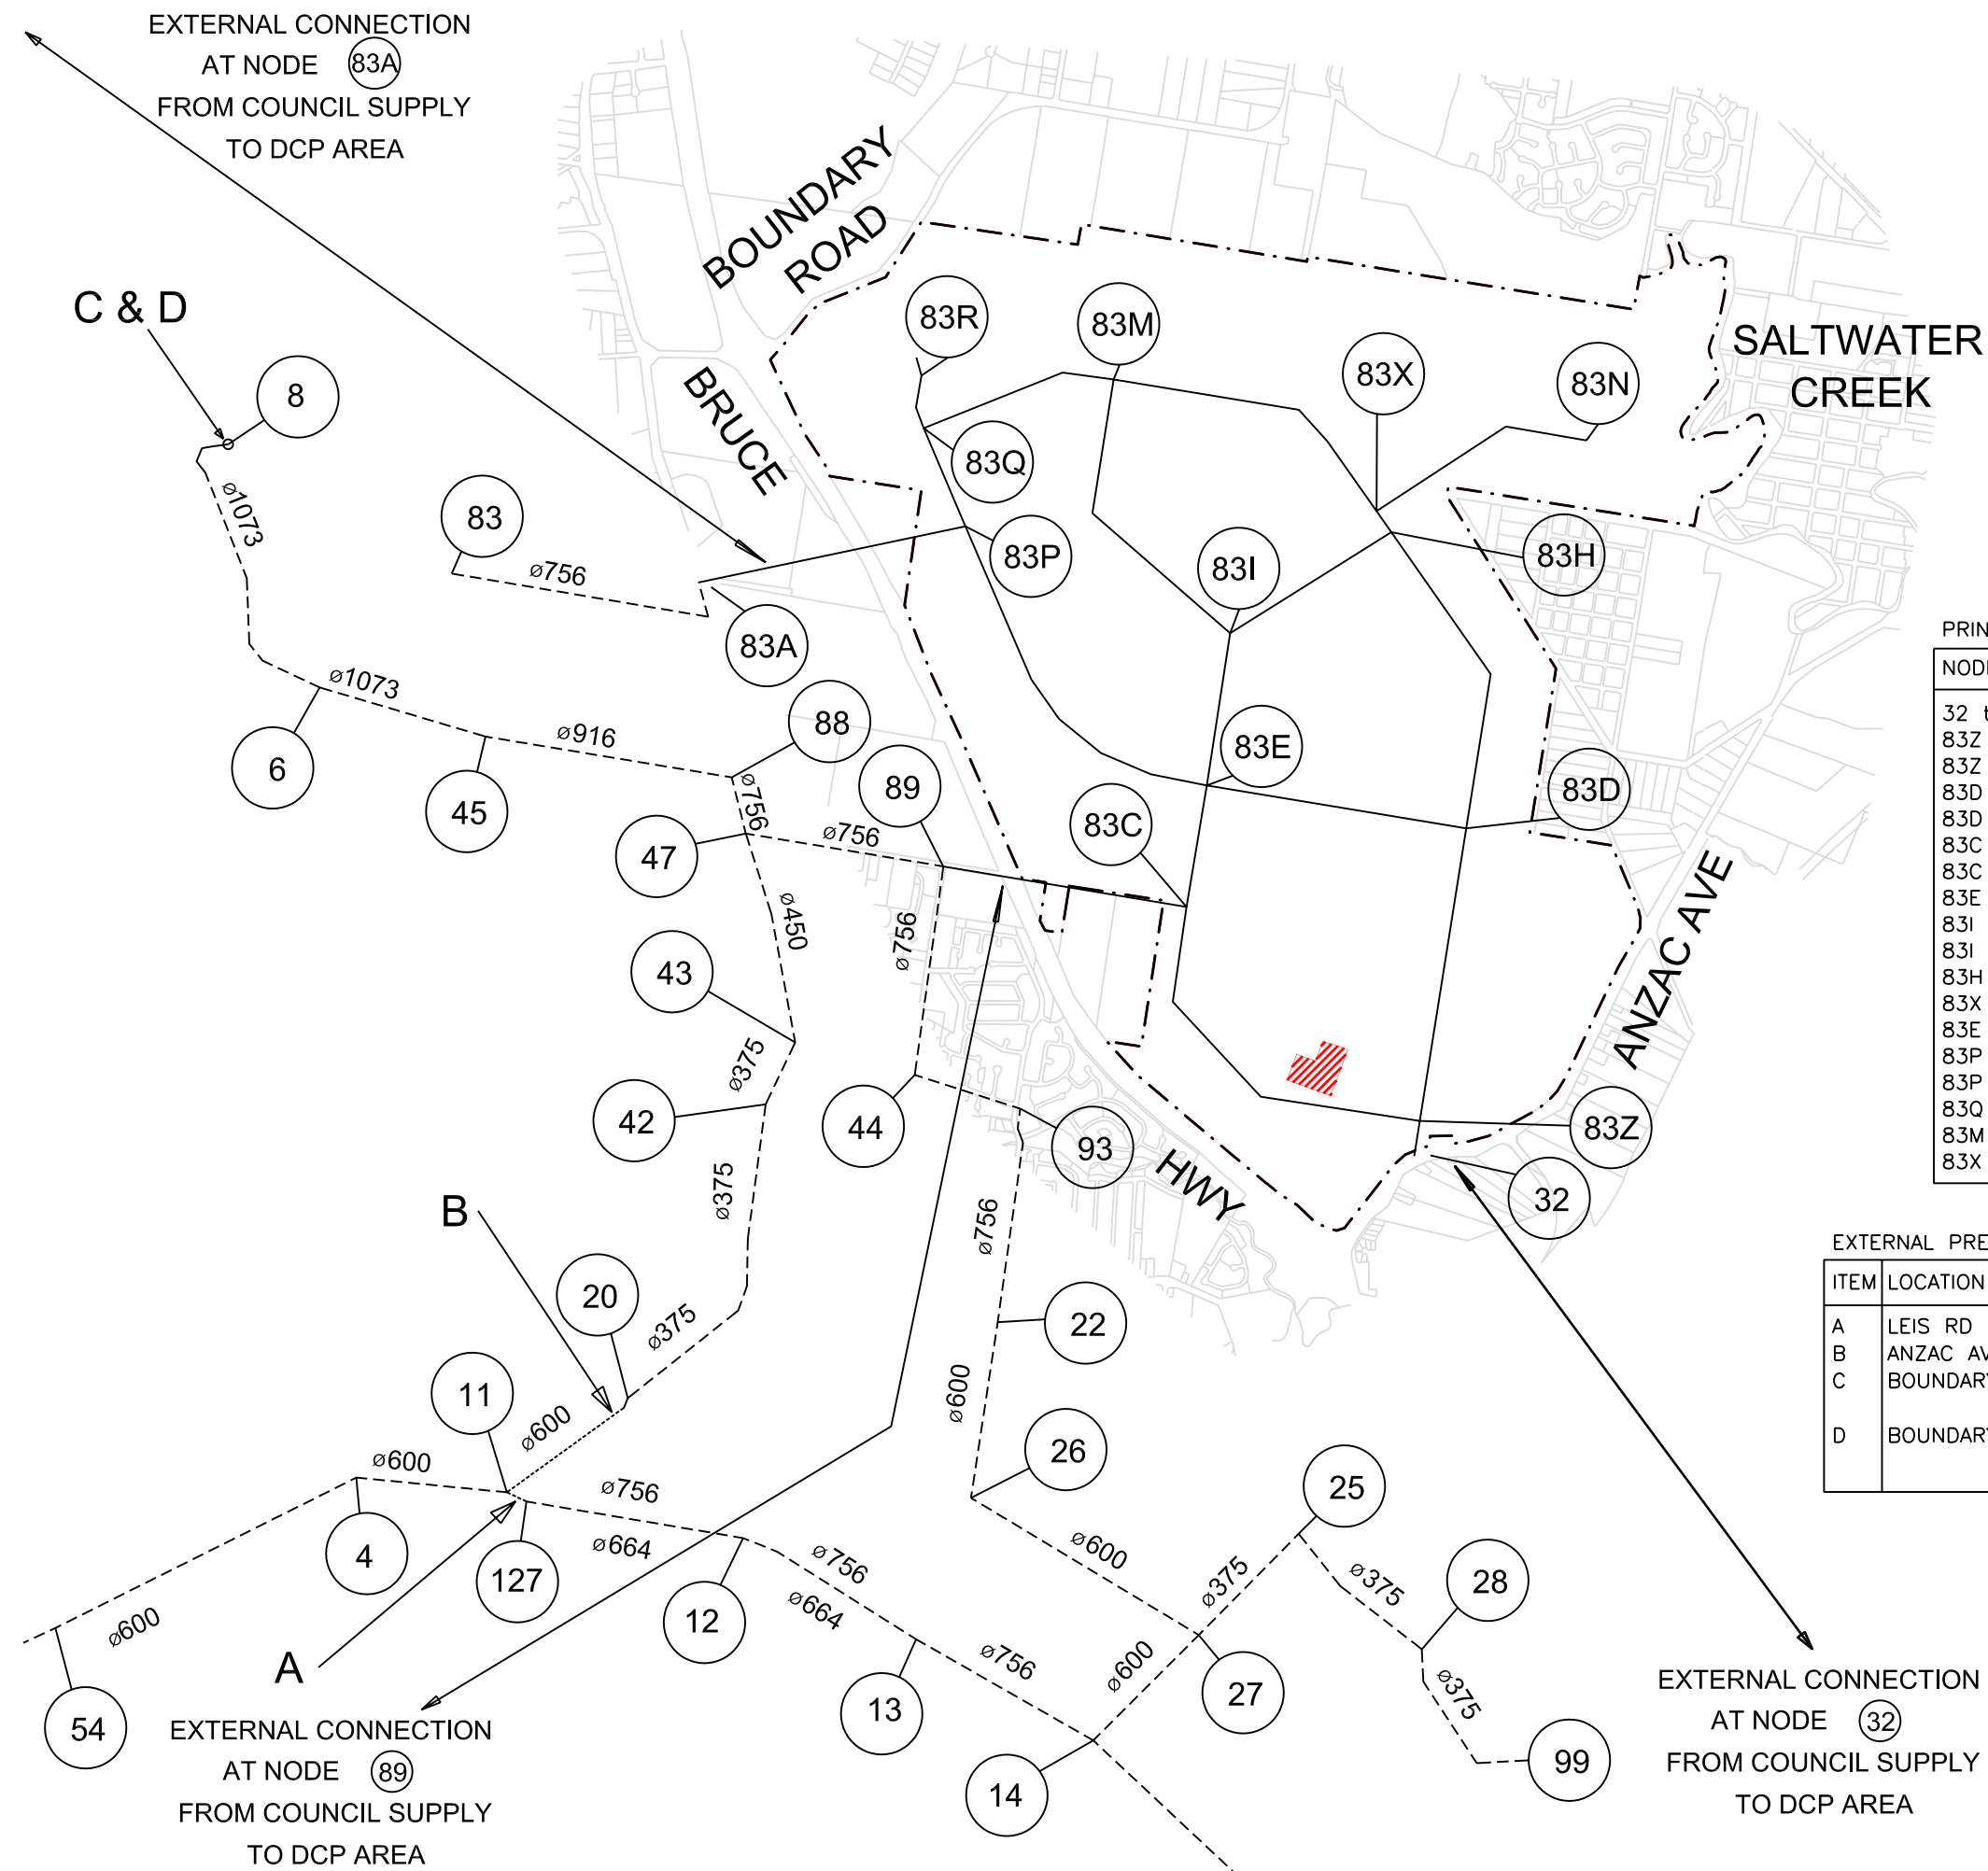 EXTERNAL CONNECTION
AT NODE 83A
FROM COUNCIL SUPPLY
TO DCP AREA
BOUNDARY
ROAD
C & D
8
83R
83M
83X
83N
SALTWATER
CREEK
BRUCE
83Q
ø1073
83
ø756
83P
83I
83H
83A
ø1073
6
ø916
45
88
ø756
47
ø756
89
83E
83C
83D
ø450
43
ø756
ø375
42
44
93
ANZAC AVE
HWY
83Z
32
ø375
B
20
ø375
ø756
22
11
ø600
ø600
ø600
26
25
ø756
ø664
4
127
12
ø756
ø664
ø600
ø375
ø375
28
ø600
54
A
13
ø756
ø600
27
ø375
14
99
EXTERNAL CONNECTION
AT NODE 89
FROM COUNCIL SUPPLY
TO DCP AREA
EXTERNAL CONNECTION
AT NODE 32
FROM COUNCIL SUPPLY
TO DCP AREA
PRIN
NODE
32 t
83Z
83Z
83D
83D
83C
83C
83E
83I
83I
83H
83X
83E
83P
83P
83Q
83M
83X
EXTERNAL PRE
ITEM LOCATION
A LEIS RD
B ANZAC AV
C BOUNDARY
D BOUNDARY